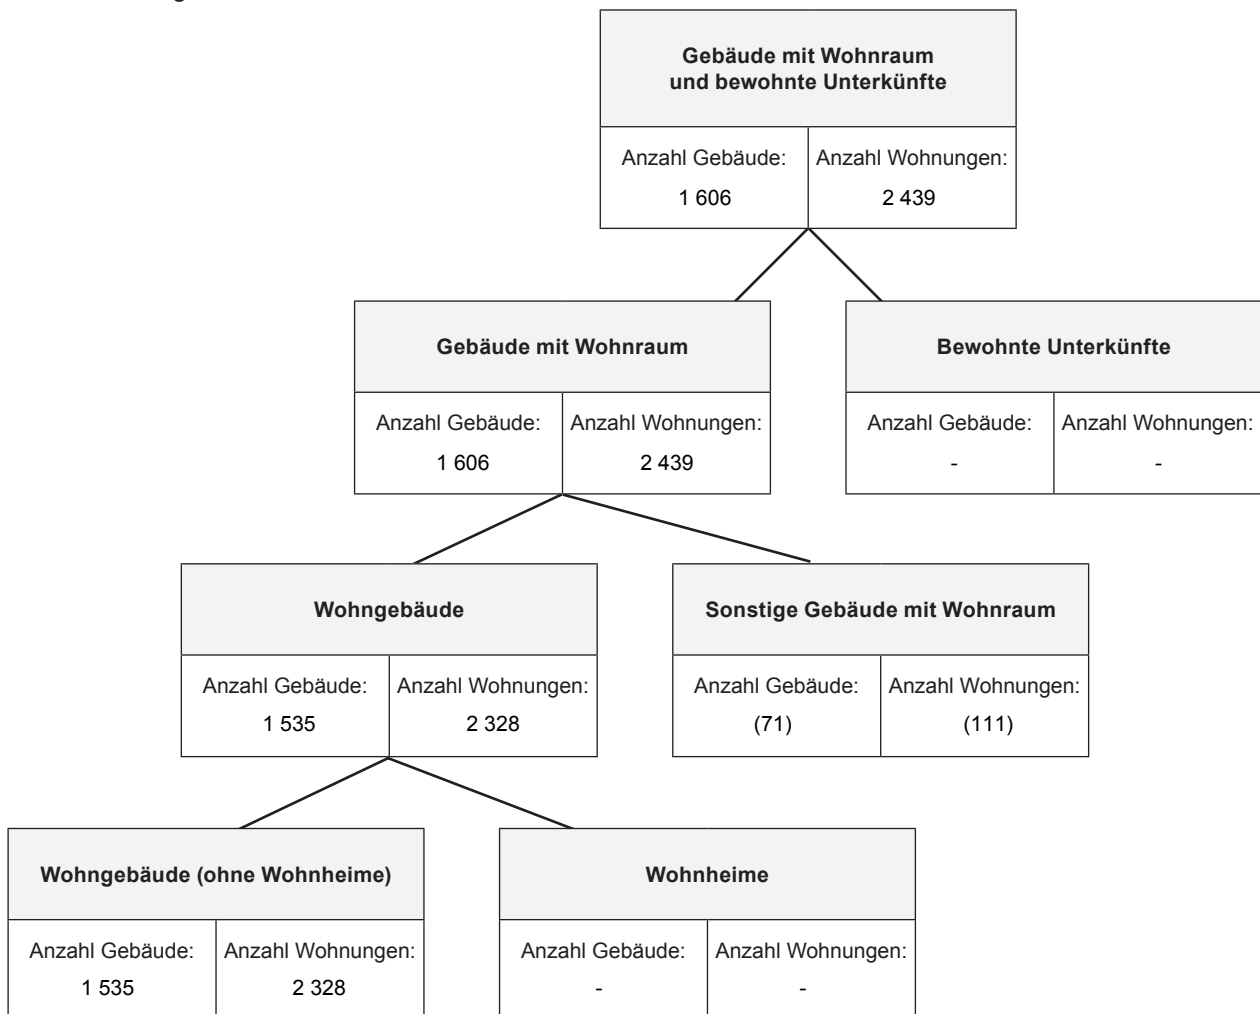 Gebäude mit Wohnraum
und bewohnte Unterkünfte
Anzahl Gebäude: Anzahl Wohnungen:
1 606 2 439
Gebäude mit Wohnraum Bewohnte Unterkünfte
Anzahl Gebäude: Anzahl Wohnungen: Anzahl Gebäude: Anzahl Wohnungen:
1 606 2 439 - -
Wohngebäude Sonstige Gebäude mit Wohnraum
Anzahl Gebäude: Anzahl Wohnungen: Anzahl Gebäude: Anzahl Wohnungen:
1 535 2 328 (71) (111)
Wohngebäude (ohne Wohnheime) Wohnheime
Anzahl Gebäude: Anzahl Wohnungen: Anzahl Gebäude: Anzahl Wohnungen:
1 535 2 328 - -